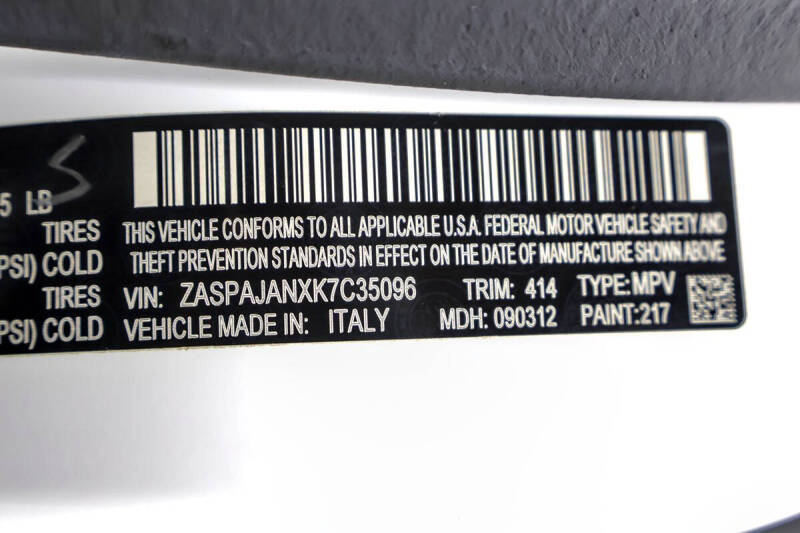 S
5 LB
TIRES THIS VEHICLE CONFORMS TO ALL APPLICABLE U.S.A. FEDERAL MOTOR VEHICLE SAFETY AND
PSI) COLD THEFT PREVENTION STANDARDS IN EFFECT ON THE DATE OF MANUFACTURE SHOWN ABOVE
TIRES VIN: ZASPAJANXK7C35096 TRIM: 414 TYPE:MPV
PSI) COLD VEHICLE MADE IN: ITALY MDH: 090312 PAINT:217